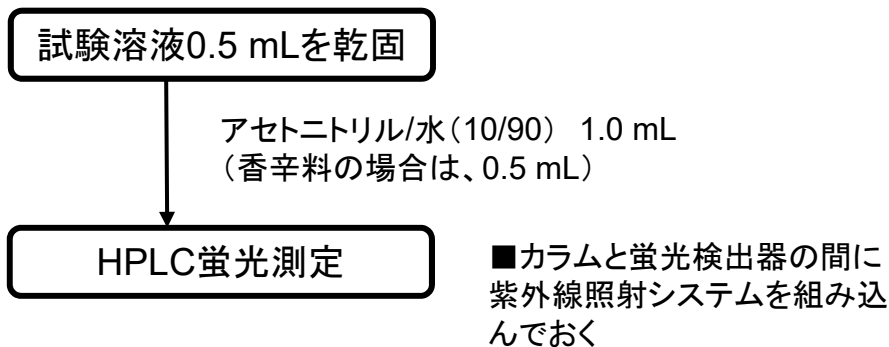 試験溶液0.5 mLを乾固
アセトニトリル/水(10/90) 1.0 mL
(香辛料の場合は、0.5 mL)
HPLC蛍光測定
■カラムと蛍光検出器の間に
紫外線照射システムを組み込
んでおく